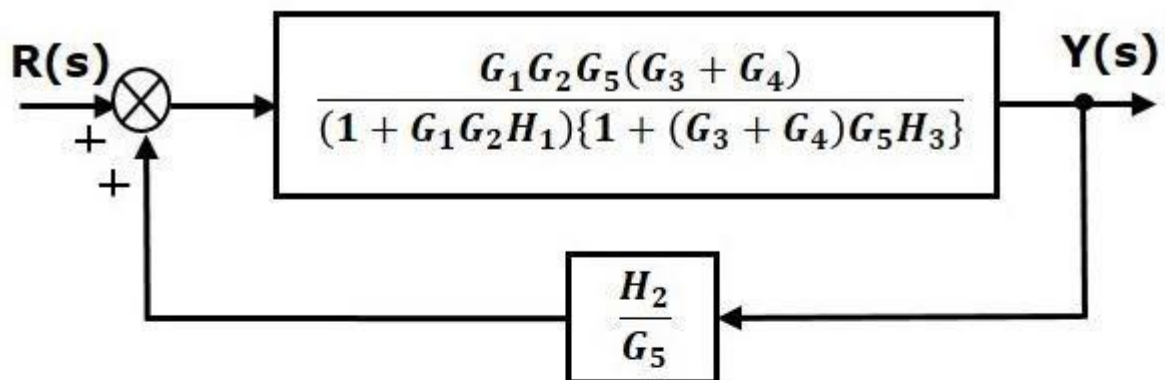 R(s)
+
+
G₁G₂G₅(G₃ + G₄)
(1 + G₁G₂H₁){1 + (G₃ + G₄)G₅H₃}
Y(s)
H₂
G₅